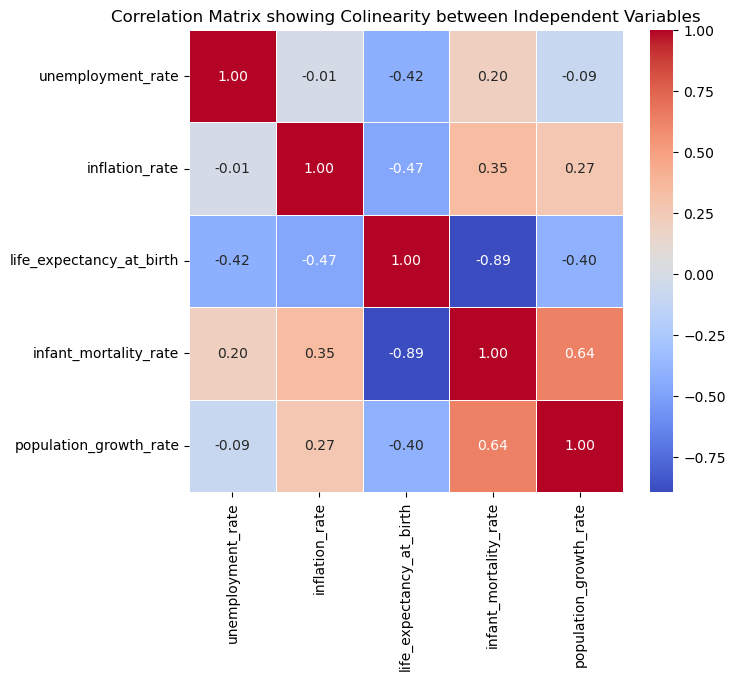 Correlation Matrix showing Colinearity between Independent Variables
unemployment_rate 1.00 -0.01 -0.42 0.20 -0.09
inflation_rate -0.01 1.00 -0.47 0.35 0.27
life_expectancy_at_birth -0.42 -0.47 1.00 -0.89 -0.40
infant_mortality_rate 0.20 0.35 -0.89 1.00 0.64
population_growth_rate -0.09 0.27 -0.40 0.64 1.00
unemployment_rate
inflation_rate
life_expectancy_at_birth
infant_mortality_rate
population_growth_rate
1.00
0.75
0.50
0.25
0.00
−0.25
−0.50
−0.75